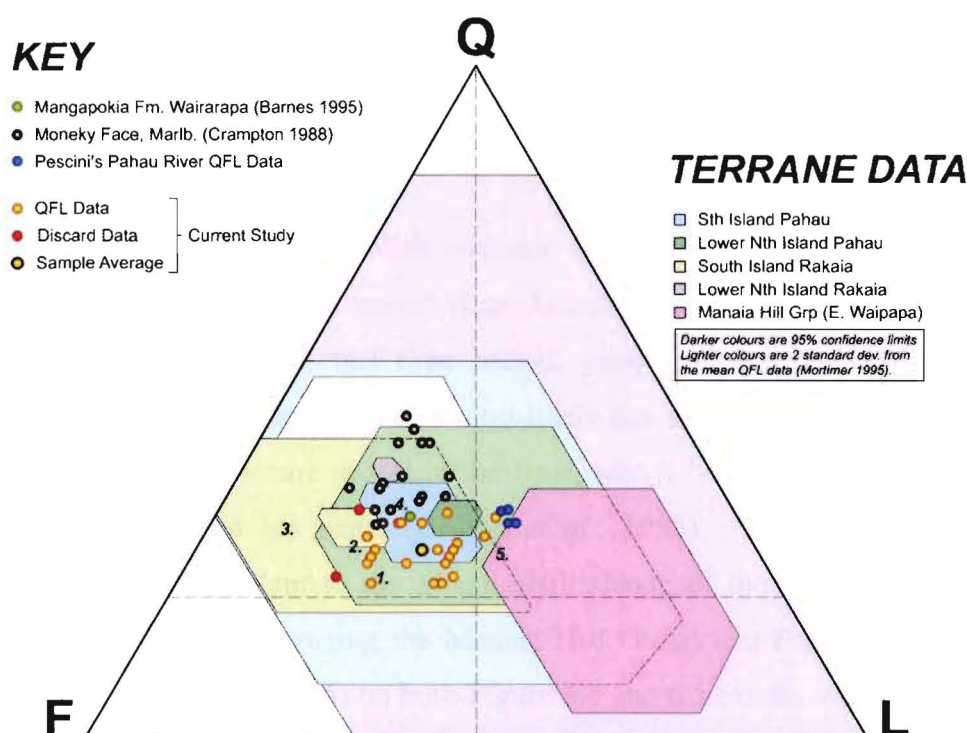 Q
KEY
Mangapokia Fm. Wairarapa (Barnes 1995)
Moneky Face, Marlb. (Crampton 1988)
Pescini's Pahau River QFL Data
QFL Data
Discard Data
Sample Average
Current Study
TERRANE DATA
Sth Island Pahau
Lower Nth Island Pahau
South Island Rakaia
Lower Nth Island Rakaia
Manaia Hill Grp (E. Waipapa)
Darker colours are 95% confidence limits
Lighter colours are 2 standard dev. from
the mean QFL data (Mortimer 1995).
4.
3.
2.
5.
1.
F
L